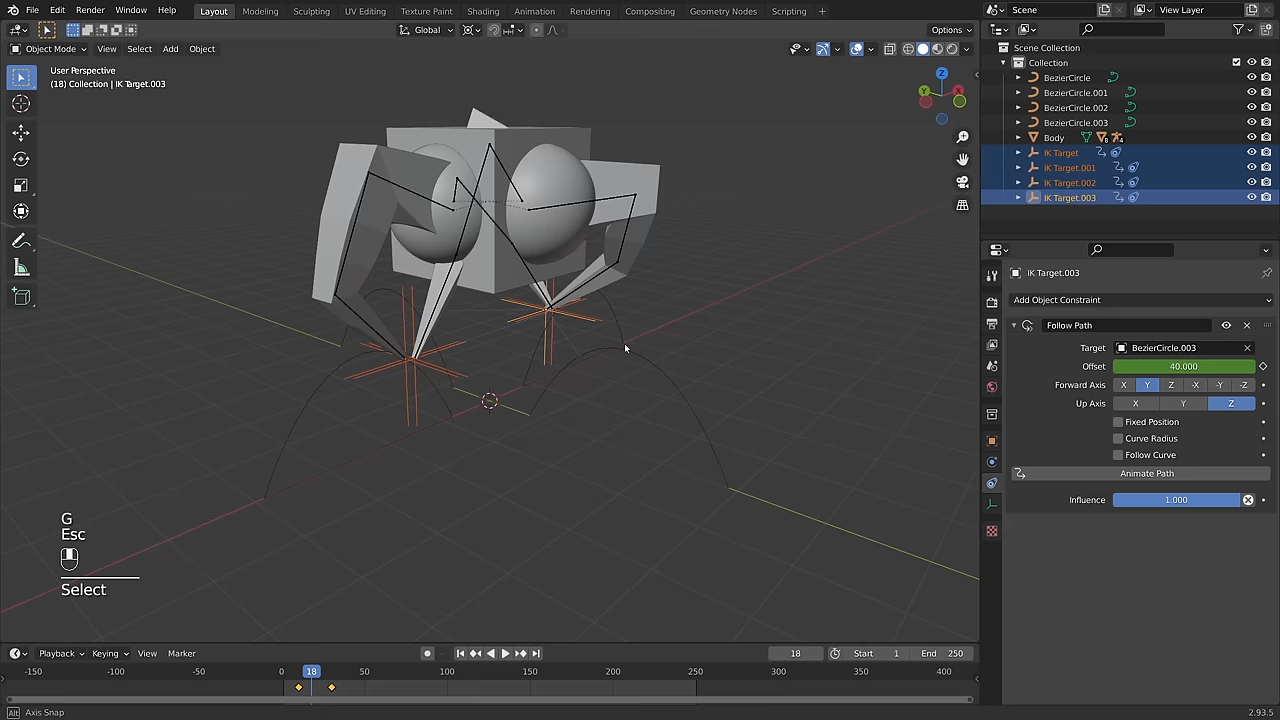 File Edit Render Window Help Layout Modeling Sculpting UV Editing Texture Paint Shading Animation Rendering Compositing Geometry Nodes Scripting + Scene View Layer
Global Options
Object Mode View Select Add Object
User Perspective
(18) Collection | IK Target.003
Z
Y
X
Scene Collection
Collection
BezierCircle
BezierCircle.001
BezierCircle.002
BezierCircle.003
Body 8 4
IK Target
IK Target.001
IK Target.002
IK Target.003
IK Target.003
Add Object Constraint
Follow Path
Target BezierCircle.003
Offset 40.000
Forward Axis X Y Z -X -Y -Z
Up Axis X Y Z
Fixed Position
Curve Radius
Follow Curve
Animate Path
Influence 1.000
G
Esc
Select
Playback Keying View Marker 18 Start 1 End 250
-150 -100 -50 0 18 50 100 150 200 250 300 350 400
Alt Axis Snap 2.93.5